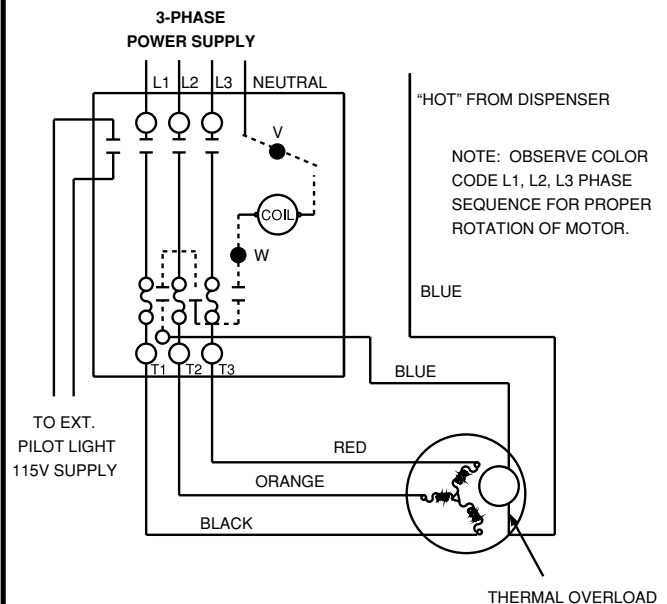 3-PHASE
POWER SUPPLY
L1 L2 L3 NEUTRAL
"HOT" FROM DISPENSER
V
NOTE: OBSERVE COLOR
CODE L1, L2, L3 PHASE
SEQUENCE FOR PROPER
ROTATION OF MOTOR.
COIL
W
BLUE
T1 T2 T3
BLUE
TO EXT.
PILOT LIGHT
115V SUPPLY
RED
ORANGE
BLACK
THERMAL OVERLOAD